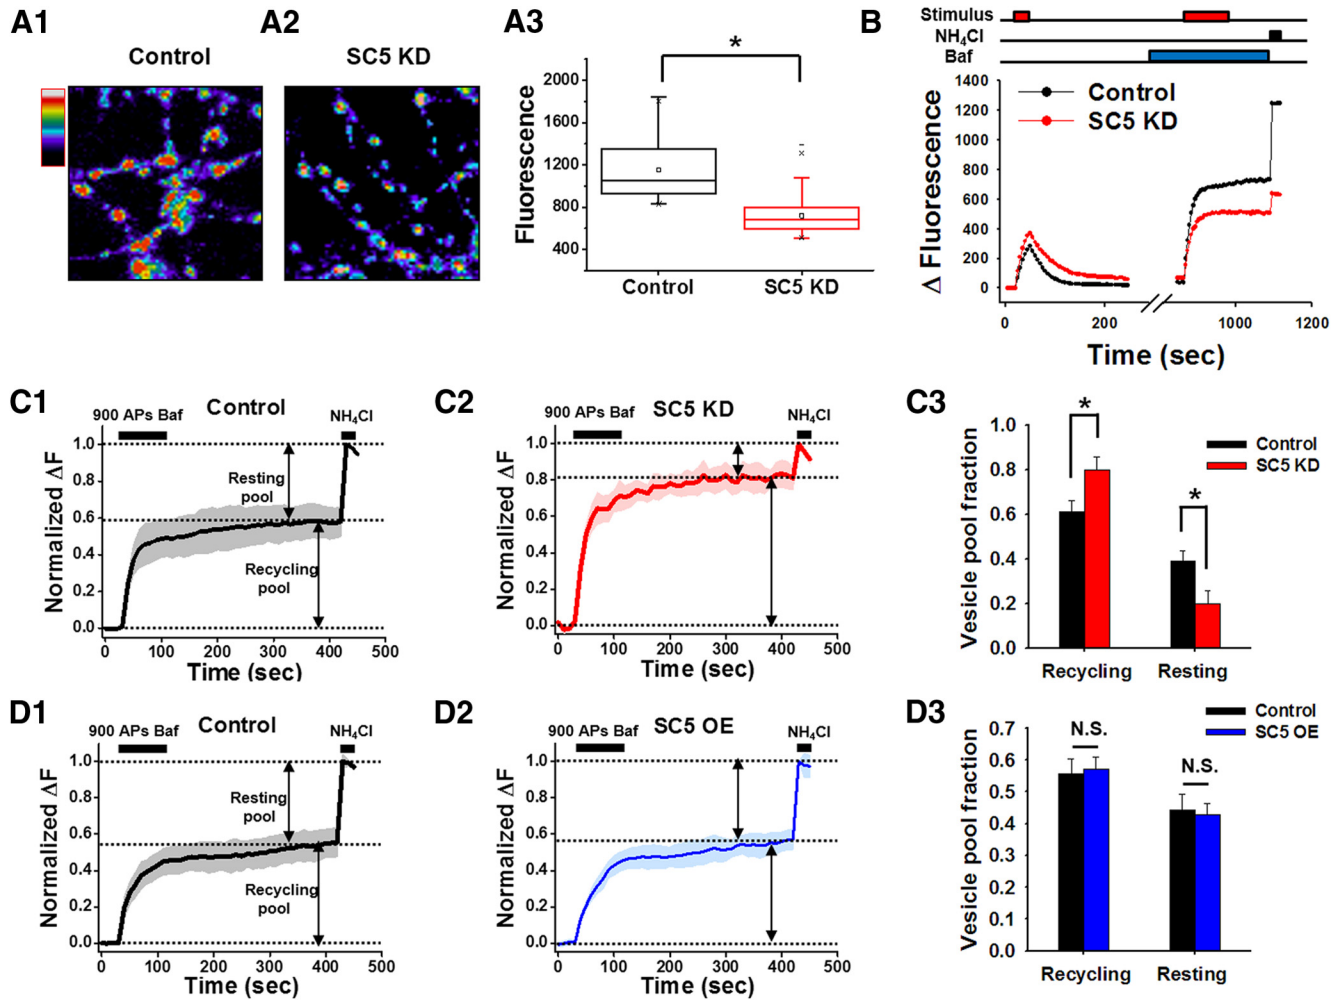 A1
A2
A3
B
Control
SC5 KD
*
Fluorescence
2000
1600
1200
800
400
Control
SC5 KD
Stimulus
NH4Cl
Baf
Δ Fluorescence
1400
1200
1000
800
600
400
200
0
Control
SC5 KD
0
200
1000
1200
Time (sec)
C1
900 APs Baf
Control
NH4Cl
Normalized ΔF
1.0
0.8
0.6
0.4
0.2
0.0
Resting
pool
Recycling
pool
0
100
200
300
400
500
Time (sec)
C2
900 APs Baf
SC5 KD
NH4Cl
Normalized ΔF
1.0
0.8
0.6
0.4
0.2
0.0
0
100
200
300
400
500
Time (sec)
C3
Vesicle pool fraction
1.0
0.8
0.6
0.4
0.2
0.0
*
*
Control
SC5 KD
Recycling
Resting
D1
900 APs Baf
Control
NH4Cl
Normalized ΔF
1.0
0.8
0.6
0.4
0.2
0.0
Resting
pool
Recycling
pool
0
100
200
300
400
500
Time (sec)
D2
900 APs Baf
SC5 OE
NH4Cl
Normalized ΔF
1.0
0.8
0.6
0.4
0.2
0.0
0
100
200
300
400
500
Time (sec)
D3
Vesicle pool fraction
0.7
0.6
0.5
0.4
0.3
0.2
0.1
0.0
N.S.
N.S.
Control
SC5 OE
Recycling
Resting